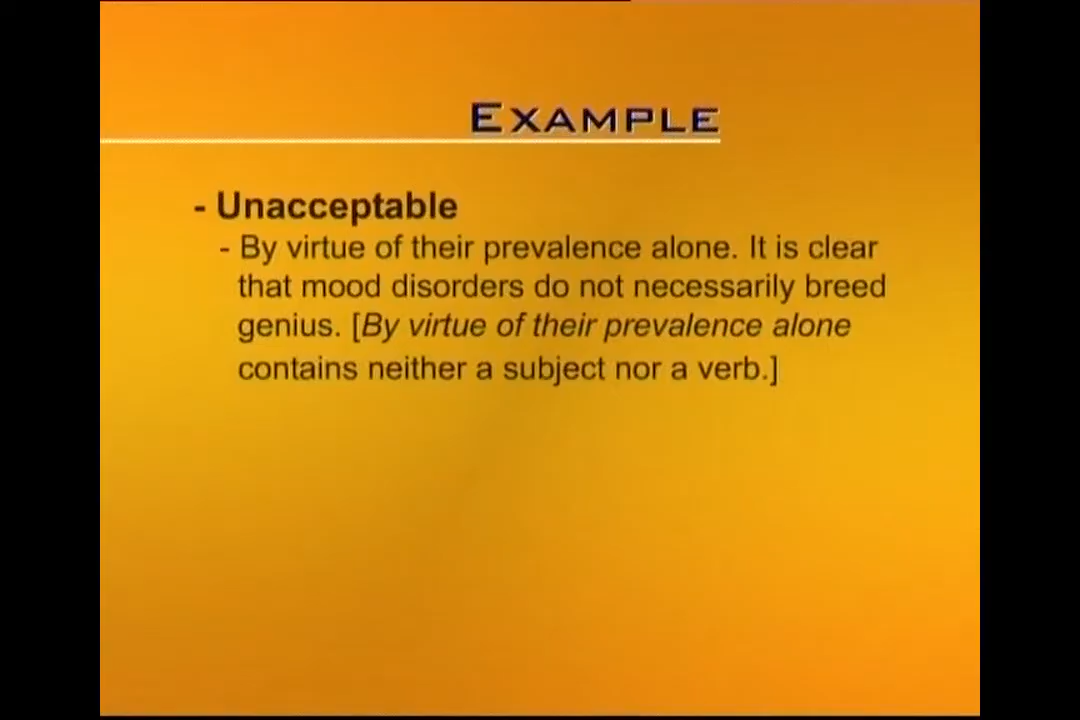 EXAMPLE
- Unacceptable
- By virtue of their prevalence alone. It is clear
that mood disorders do not necessarily breed
genius. [By virtue of their prevalence alone
contains neither a subject nor a verb.]